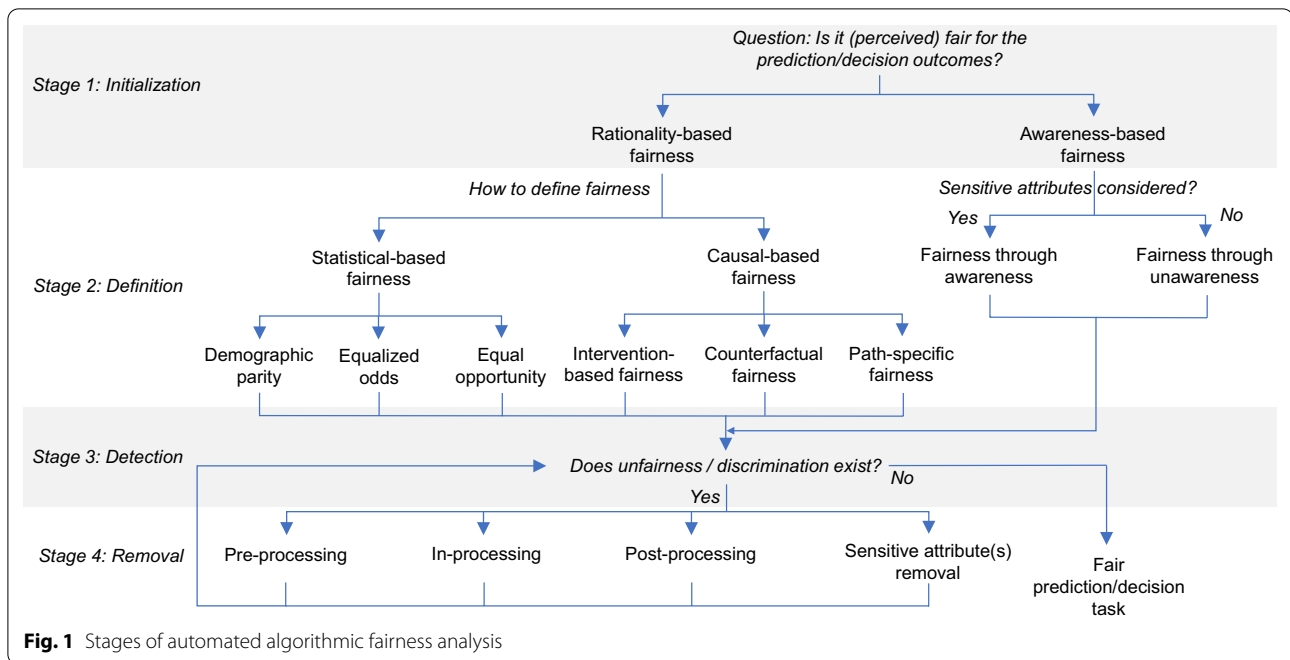 Question: Is it (perceived) fair for the
prediction/decision outcomes?
Stage 1: Initialization
Rationality-based
fairness
Awareness-based
fairness
How to define fairness
Sensitive attributes considered?
Yes
No
Statistical-based
fairness
Causal-based
fairness
Fairness through
awareness
Fairness through
unawareness
Stage 2: Definition
Demographic
parity
Equalized
odds
Equal
opportunity
Intervention-
based fairness
Counterfactual
fairness
Path-specific
fairness
Stage 3: Detection
Does unfairness / discrimination exist?
No
Yes
Stage 4: Removal
Pre-processing
In-processing
Post-processing
Sensitive attribute(s)
removal
Fair
prediction/decision
task
Fig. 1 Stages of automated algorithmic fairness analysis